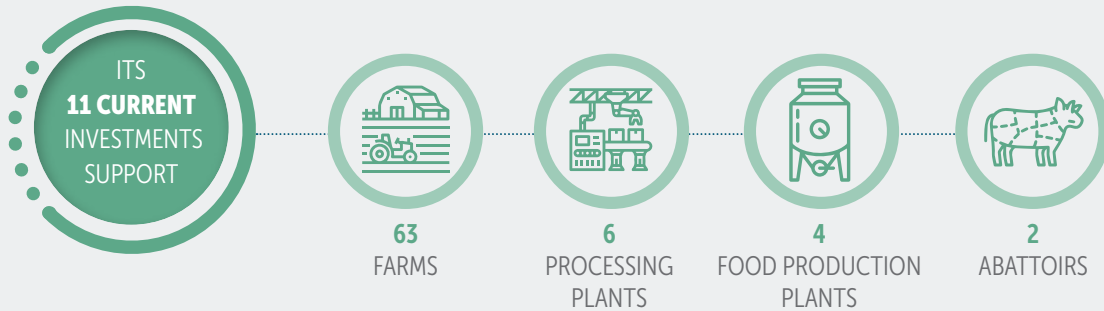 ITS
11 CURRENT
INVESTMENTS
SUPPORT
63
FARMS
6
PROCESSING
PLANTS
4
FOOD PRODUCTION
PLANTS
2
ABATTOIRS